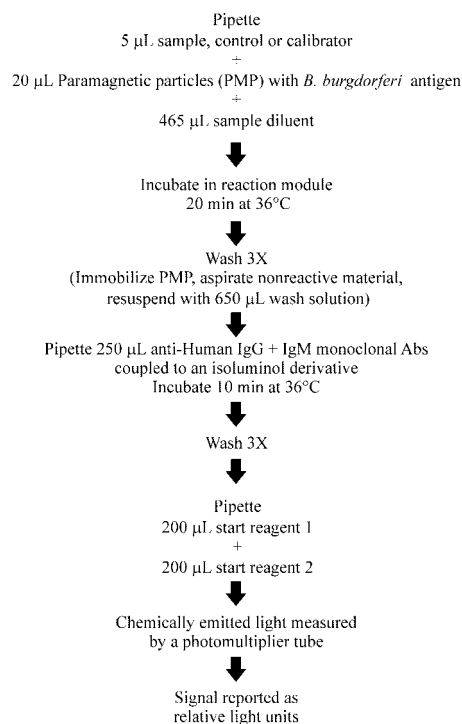 Pipette
5 µL sample, control or calibrator
+
20 µL Paramagnetic particles (PMP) with B. burgdorferi antigen
+
465 µL sample diluent
Incubate in reaction module
20 min at 36°C
Wash 3X
(Immobilize PMP, aspirate nonreactive material,
resuspend with 650 µL wash solution)
Pipette 250 µL anti-Human IgG + IgM monoclonal Abs
coupled to an isoluminol derivative
Incubate 10 min at 36°C
Wash 3X
Pipette
200 µL start reagent 1
+
200 µL start reagent 2
Chemically emitted light measured
by a photomultiplier tube
Signal reported as
relative light units